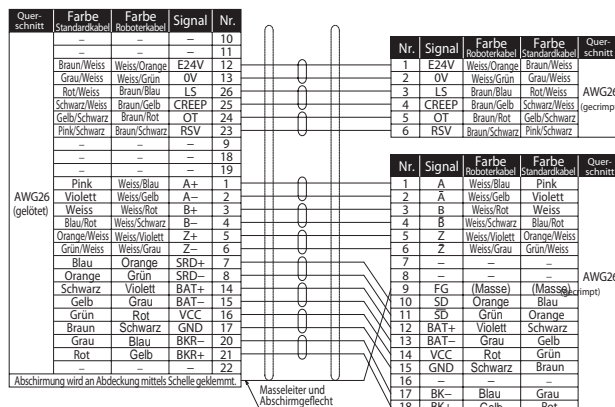 Quer-schnitt Farbe Standardkabel Farbe Roboterkabel Signal Nr.
– – – 10
– – – 11
Braun/Weiss Weiss/Orange E24V 12
Grau/Weiss Weiss/Grün 0V 13
Rot/Weiss Braun/Blau LS 26
Schwarz/Weiss Braun/Gelb CREEP 25
Gelb/Schwarz Braun/Rot OT 24
Pink/Schwarz Braun/Schwarz RSV 23
– – – 9
– – – 18
– – – 19
Pink Weiss/Blau A+ 1
AWG26 (gelötet)
Violett Weiss/Gelb A– 2
Weiss Weiss/Rot B+ 3
Blau/Rot Weiss/Schwarz B– 4
Orange/Weiss Weiss/Violett Z+ 5
Grün/Weiss Weiss/Grau Z– 6
Blau Orange SRD+ 7
Orange Grün SRD– 8
Schwarz Violett BAT+ 14
Gelb Grau BAT– 15
Grün Rot VCC 16
Braun Schwarz GND 17
Grau Blau BKR– 20
Rot Gelb BKR+ 21
– – – 22
Abschirmung wird an Abdeckung mittels Schelle geklemmt.
Masseleiter und
Abschirmgeflecht
Nr. Signal Farbe Roboterkabel Farbe Standardkabel Quer-schnitt
1 E24V Weiss/Orange Braun/Weiss
2 0V Weiss/Grün Grau/Weiss
3 LS Braun/Blau Rot/Weiss AWG26
4 CREEP Braun/Gelb Schwarz/Weiss (gecrimp
5 OT Braun/Rot Gelb/Schwarz
6 RSV Braun/Schwarz Pink/Schwarz
Nr. Signal Farbe Roboterkabel Farbe Standardkabel Quer-schnitt
1 A Weiss/Blau Pink
2 A̅ Weiss/Gelb Violett
3 B Weiss/Rot Weiss
4 B̅ Weiss/Schwarz Blau/Rot
5 Z Weiss/Violett Orange/Weiss
6 Z̅ Weiss/Grau Grün/Weiss
7 – – –
8 – – – AWG26
9 FG (Masse) (Masse) (gecrimpt)
10 SD Orange Blau
11 S̅D̅ Grün Orange
12 BAT+ Violett Schwarz
13 BAT– Grau Gelb
14 VCC Rot Grün
15 GND Schwarz Braun
16 – – –
17 BK– Blau Grau
18 BK+ Gelb Rot